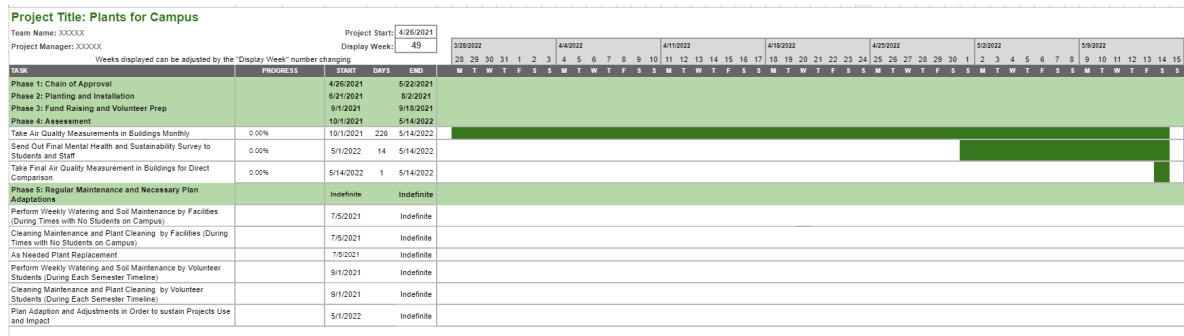 Project Title: Plants for Campus
Team Name: XXXXX Project Start: 4/26/2021
Project Manager: XXXXX Display Week: 49 3/28/2022 4/4/2022 4/11/2022 4/18/2022 4/25/2022 5/2/2022 5/9/2022
Weeks displayed can be adjusted by the "Display Week" number changing 28 29 30 31 1 2 3 4 5 6 7 8 9 10 11 12 13 14 15 16 17 18 19 20 21 22 23 24 25 26 27 28 29 30 1 2 3 4 5 6 7 8 9 10 11 12 13 14 15
TASK PROGRESS START DAYS END M T W T F S S M T W T F S S M T W T F S S M T W T F S S M T W T F S S M T W T F S S M T W T F S S
Phase 1: Chain of Approval 4/26/2021 5/22/2021
Phase 2: Planting and Installation 6/21/2021 8/2/2021
Phase 3: Fund Raising and Volunteer Prep 9/1/2021 9/18/2021
Phase 4: Assessment 10/1/2021 5/14/2022
Take Air Quality Measurements in Buildings Monthly 0.00% 10/1/2021 226 5/14/2022
Send Out Final Mental Health and Sustainability Survey to
Students and Staff 0.00% 5/1/2022 14 5/14/2022
Take Final Air Quality Measurement in Buildings for Direct
Comparison 0.00% 5/14/2022 1 5/14/2022
Phase 5: Regular Maintenance and Necessary Plan
Adaptations Indefinite Indefinite
Perform Weekly Watering and Soil Maintenance by Facilities
(During Times with No Students on Campus) 7/5/2021 Indefinite
Cleaning Maintenance and Plant Cleaning by Facilities (During
Times with No Students on Campus) 7/5/2021 Indefinite
As Needed Plant Replacement 7/5/2021 Indefinite
Perform Weekly Watering and Soil Maintenance by Volunteer
Students (During Each Semester Timeline) 9/1/2021 Indefinite
Cleaning Maintenance and Plant Cleaning by Volunteer
Students (During Each Semester Timeline) 9/1/2021 Indefinite
Plan Adaption and Adjustments in Order to sustain Projects Use
and Impact 5/1/2022 Indefinite